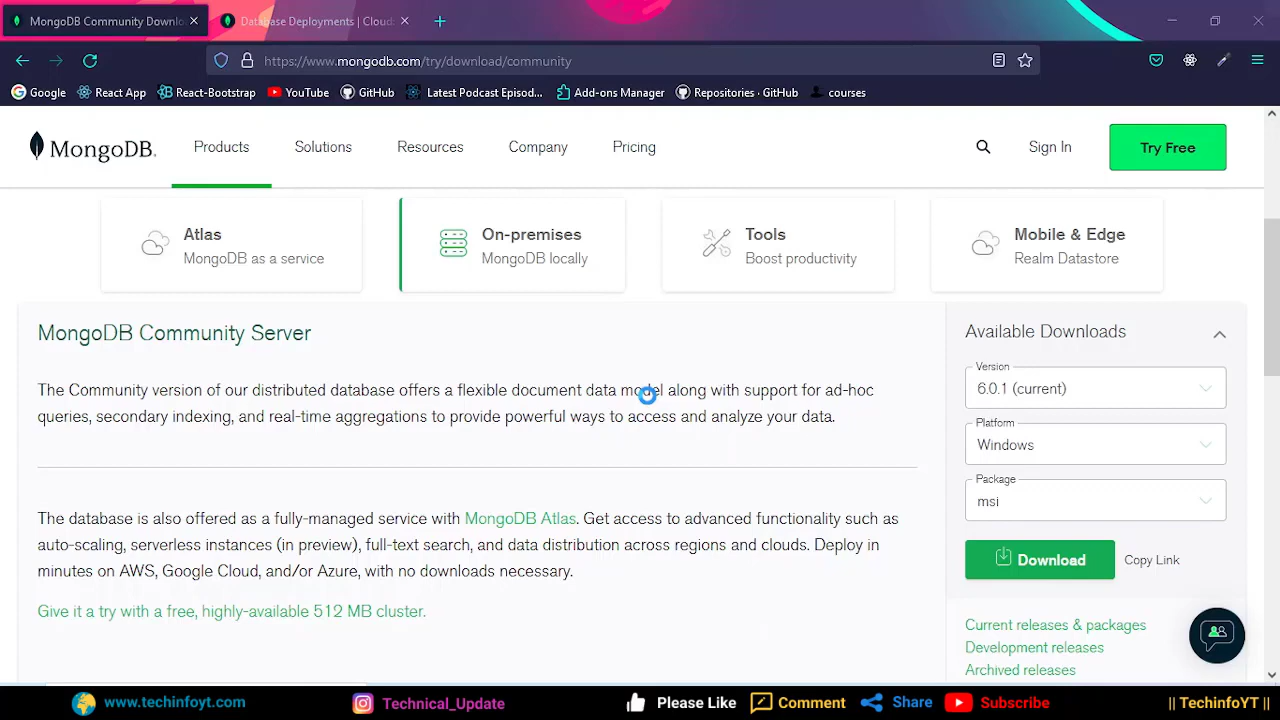 MongoDB Community Downlo
Database Deployments | Cloud:
https://www.mongodb.com/try/download/community
Google
React App
React-Bootstrap
YouTube
GitHub
Latest Podcast Episod...
Add-ons Manager
Repositories · GitHub
courses
MongoDB.
Products
Solutions
Resources
Company
Pricing
Sign In
Try Free
Atlas
MongoDB as a service
On-premises
MongoDB locally
Tools
Boost productivity
Mobile & Edge
Realm Datastore
MongoDB Community Server
The Community version of our distributed database offers a flexible document data model along with support for ad-hoc
queries, secondary indexing, and real-time aggregations to provide powerful ways to access and analyze your data.
The database is also offered as a fully-managed service with MongoDB Atlas. Get access to advanced functionality such as
auto-scaling, serverless instances (in preview), full-text search, and data distribution across regions and clouds. Deploy in
minutes on AWS, Google Cloud, and/or Azure, with no downloads necessary.
Give it a try with a free, highly-available 512 MB cluster.
Available Downloads
Version
6.0.1 (current)
Platform
Windows
Package
msi
Download
Copy Link
Current releases & packages
Development releases
Archived releases
www.techinfoyt.com
Technical_Update
Please Like
Comment
Share
Subscribe
|| TechinfoYT ||